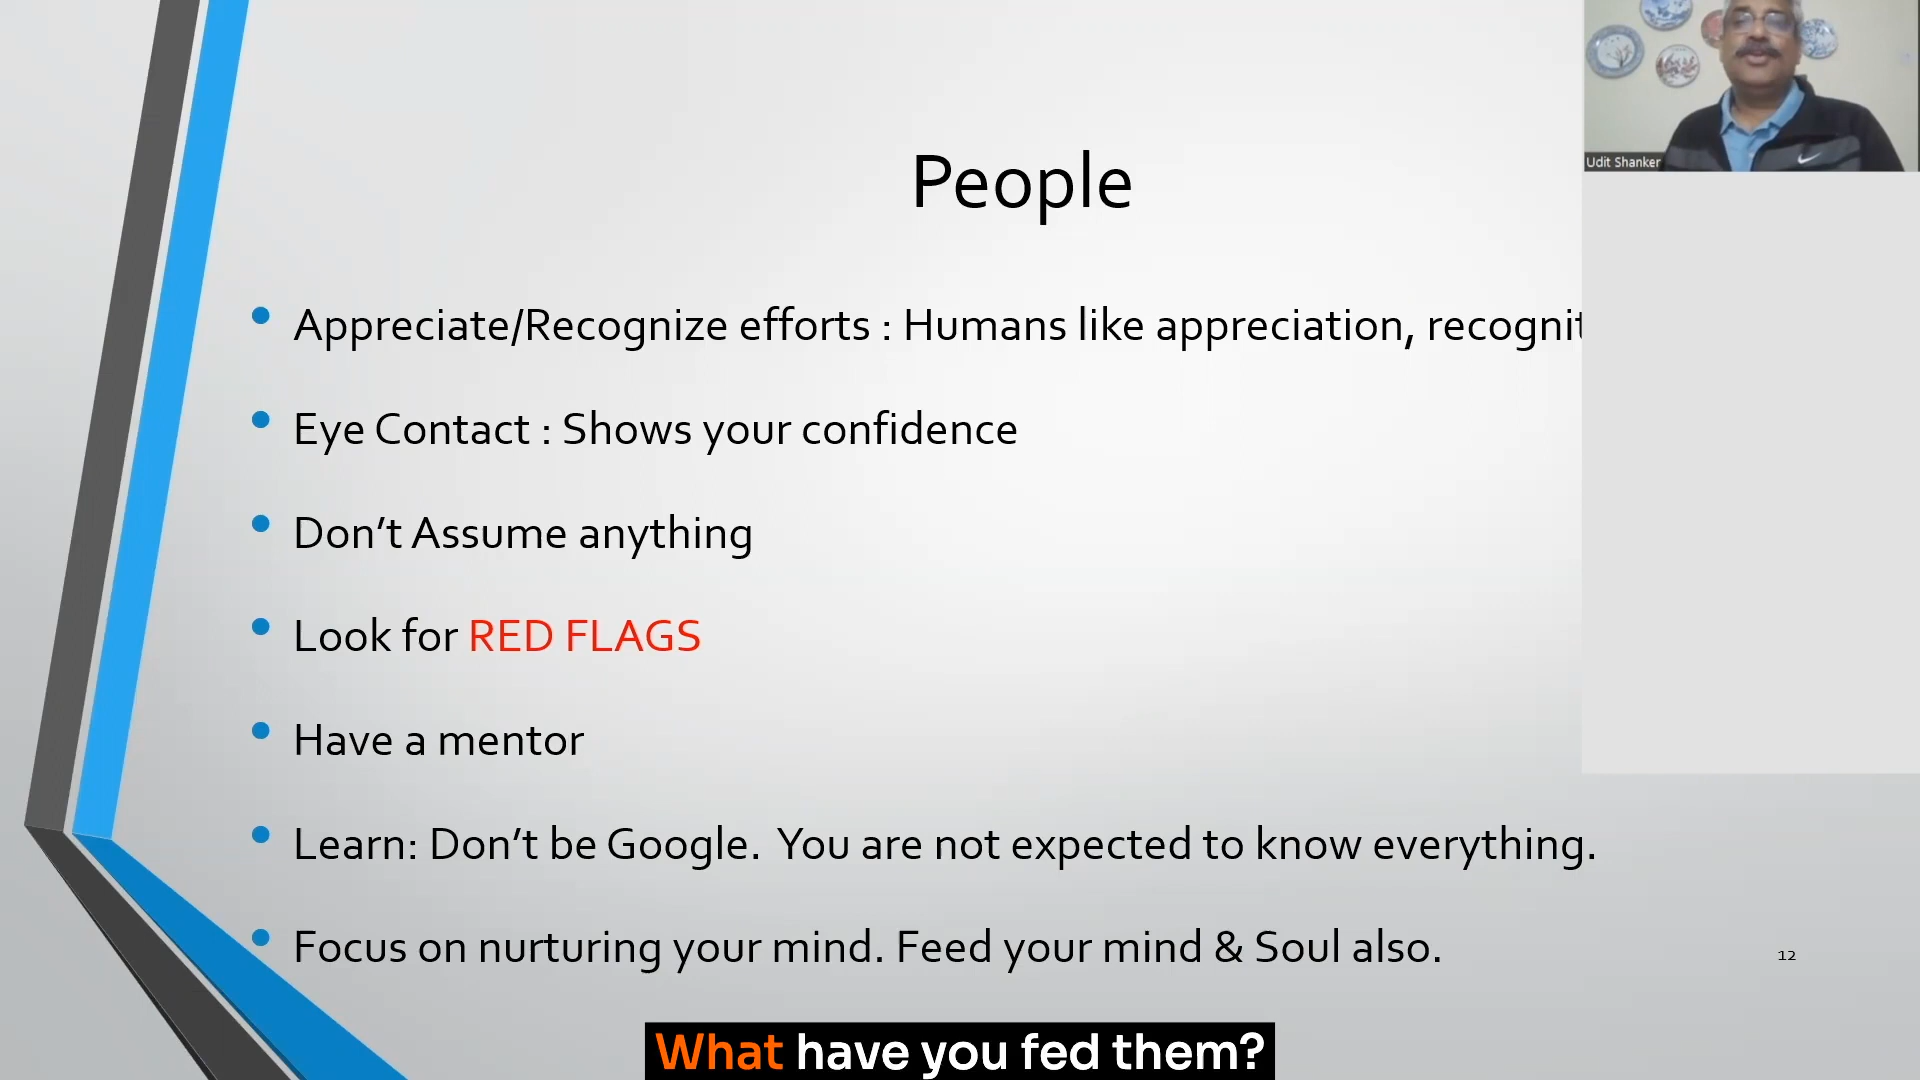 Udit Shanker
People
Appreciate/Recognize efforts : Humans like appreciation, recognit
Eye Contact : Shows your confidence
Don’t Assume anything
Look for RED FLAGS
Have a mentor
Learn: Don’t be Google. You are not expected to know everything.
Focus on nurturing your mind. Feed your mind & Soul also.
12
What have you fed them?